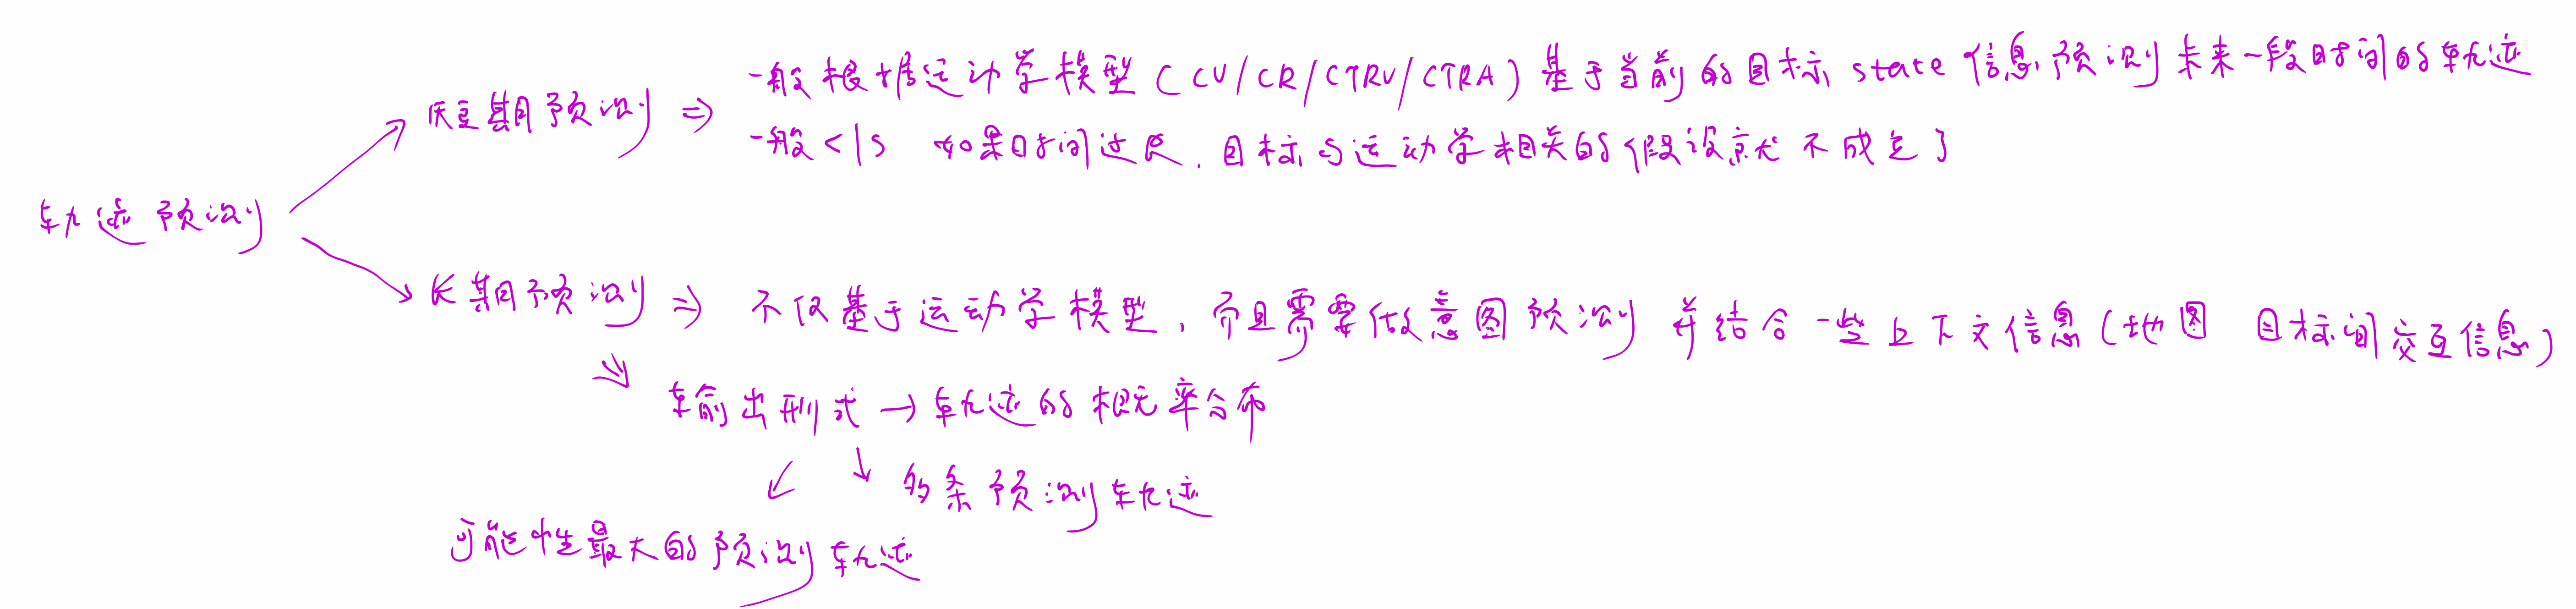 轨迹预测
短期预测 ⇒ 一般根据运动学模型(CV/CR/CTRV/CTRA)基于当前的目标state信息预测未来一段时间的轨迹
一般<1s 如果时间过长,目标与运动学相关的假设就不成立了
长期预测 ⇒ 不仅基于运动学模型,而且需要做意图预测 并结合一些上下文信息(地图 目标间交互信息)
输出形式→轨迹的概率分布
多条预测轨迹
可能性最大的预测轨迹